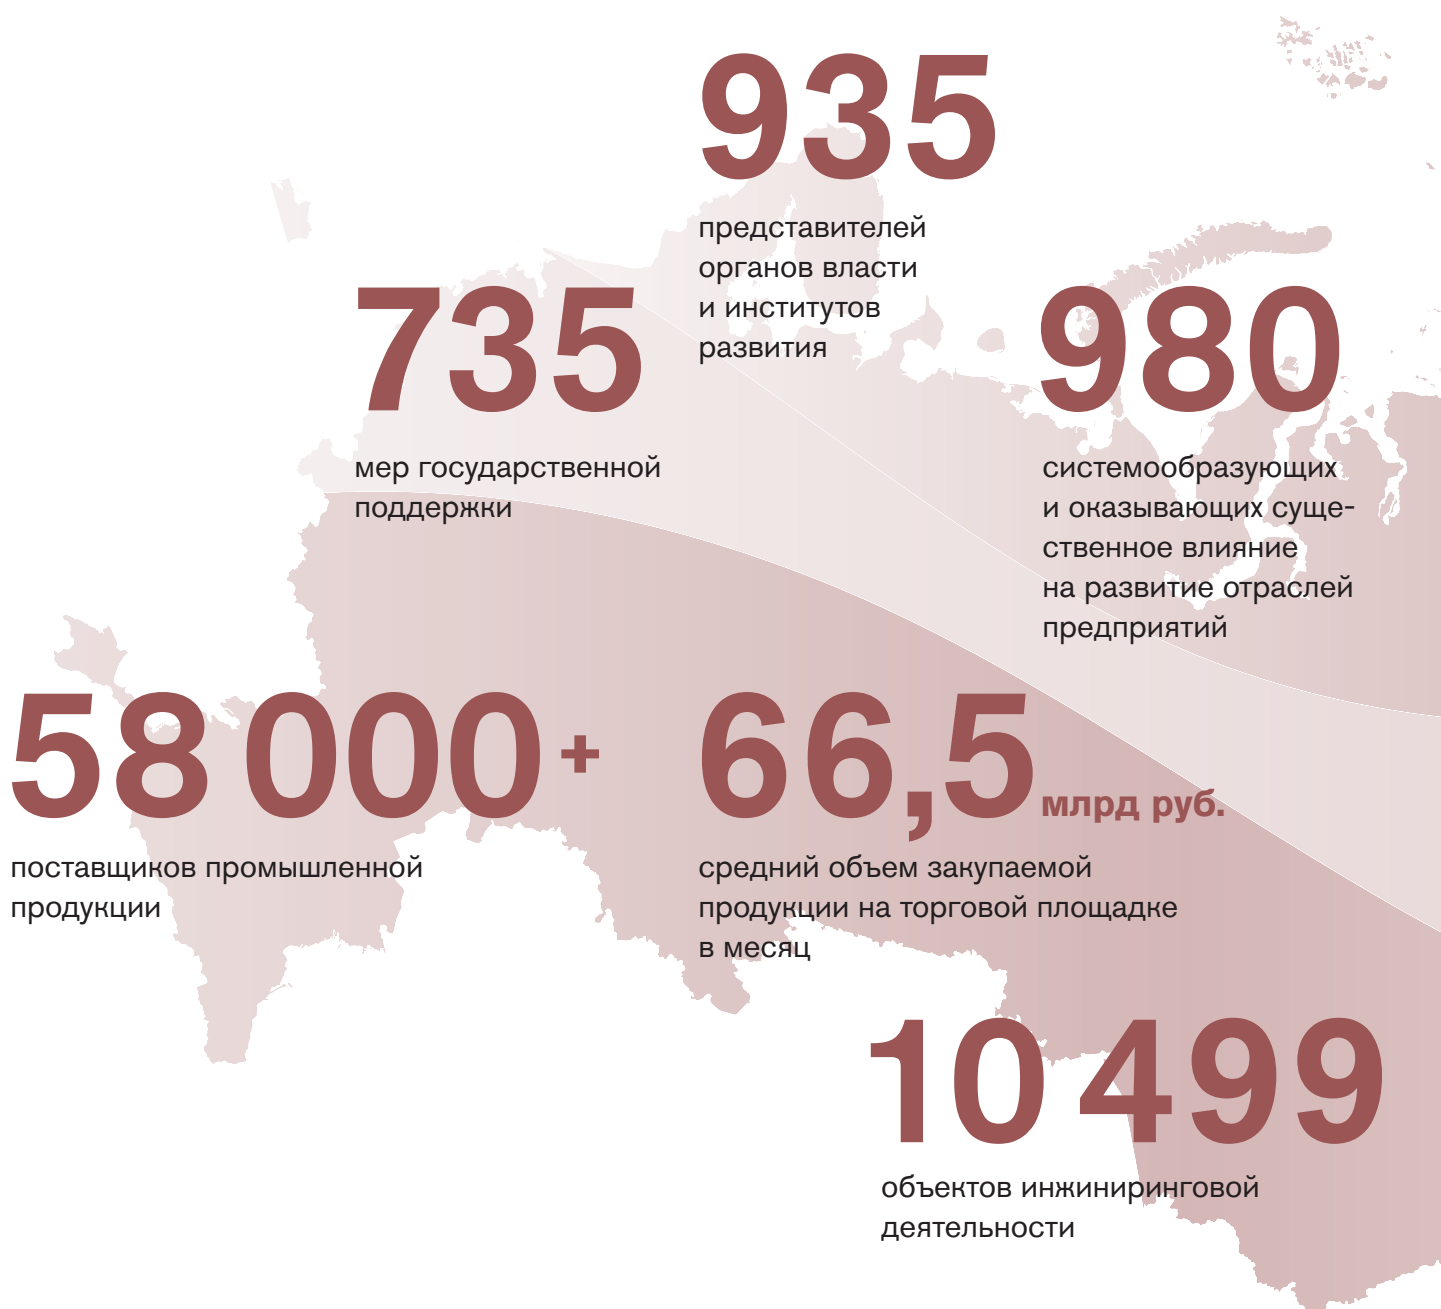 935
представителей
органов власти
и институтов
развития
735
мер государственной
поддержки
980
системообразующих
и оказывающих суще-
ственное влияние
на развитие отраслей
предприятий
58 000+
поставщиков промышленной
продукции
66,5 млрд руб.
средний объем закупаемой
продукции на торговой площадке
в месяц
10 499
объектов инжиниринговой
деятельности